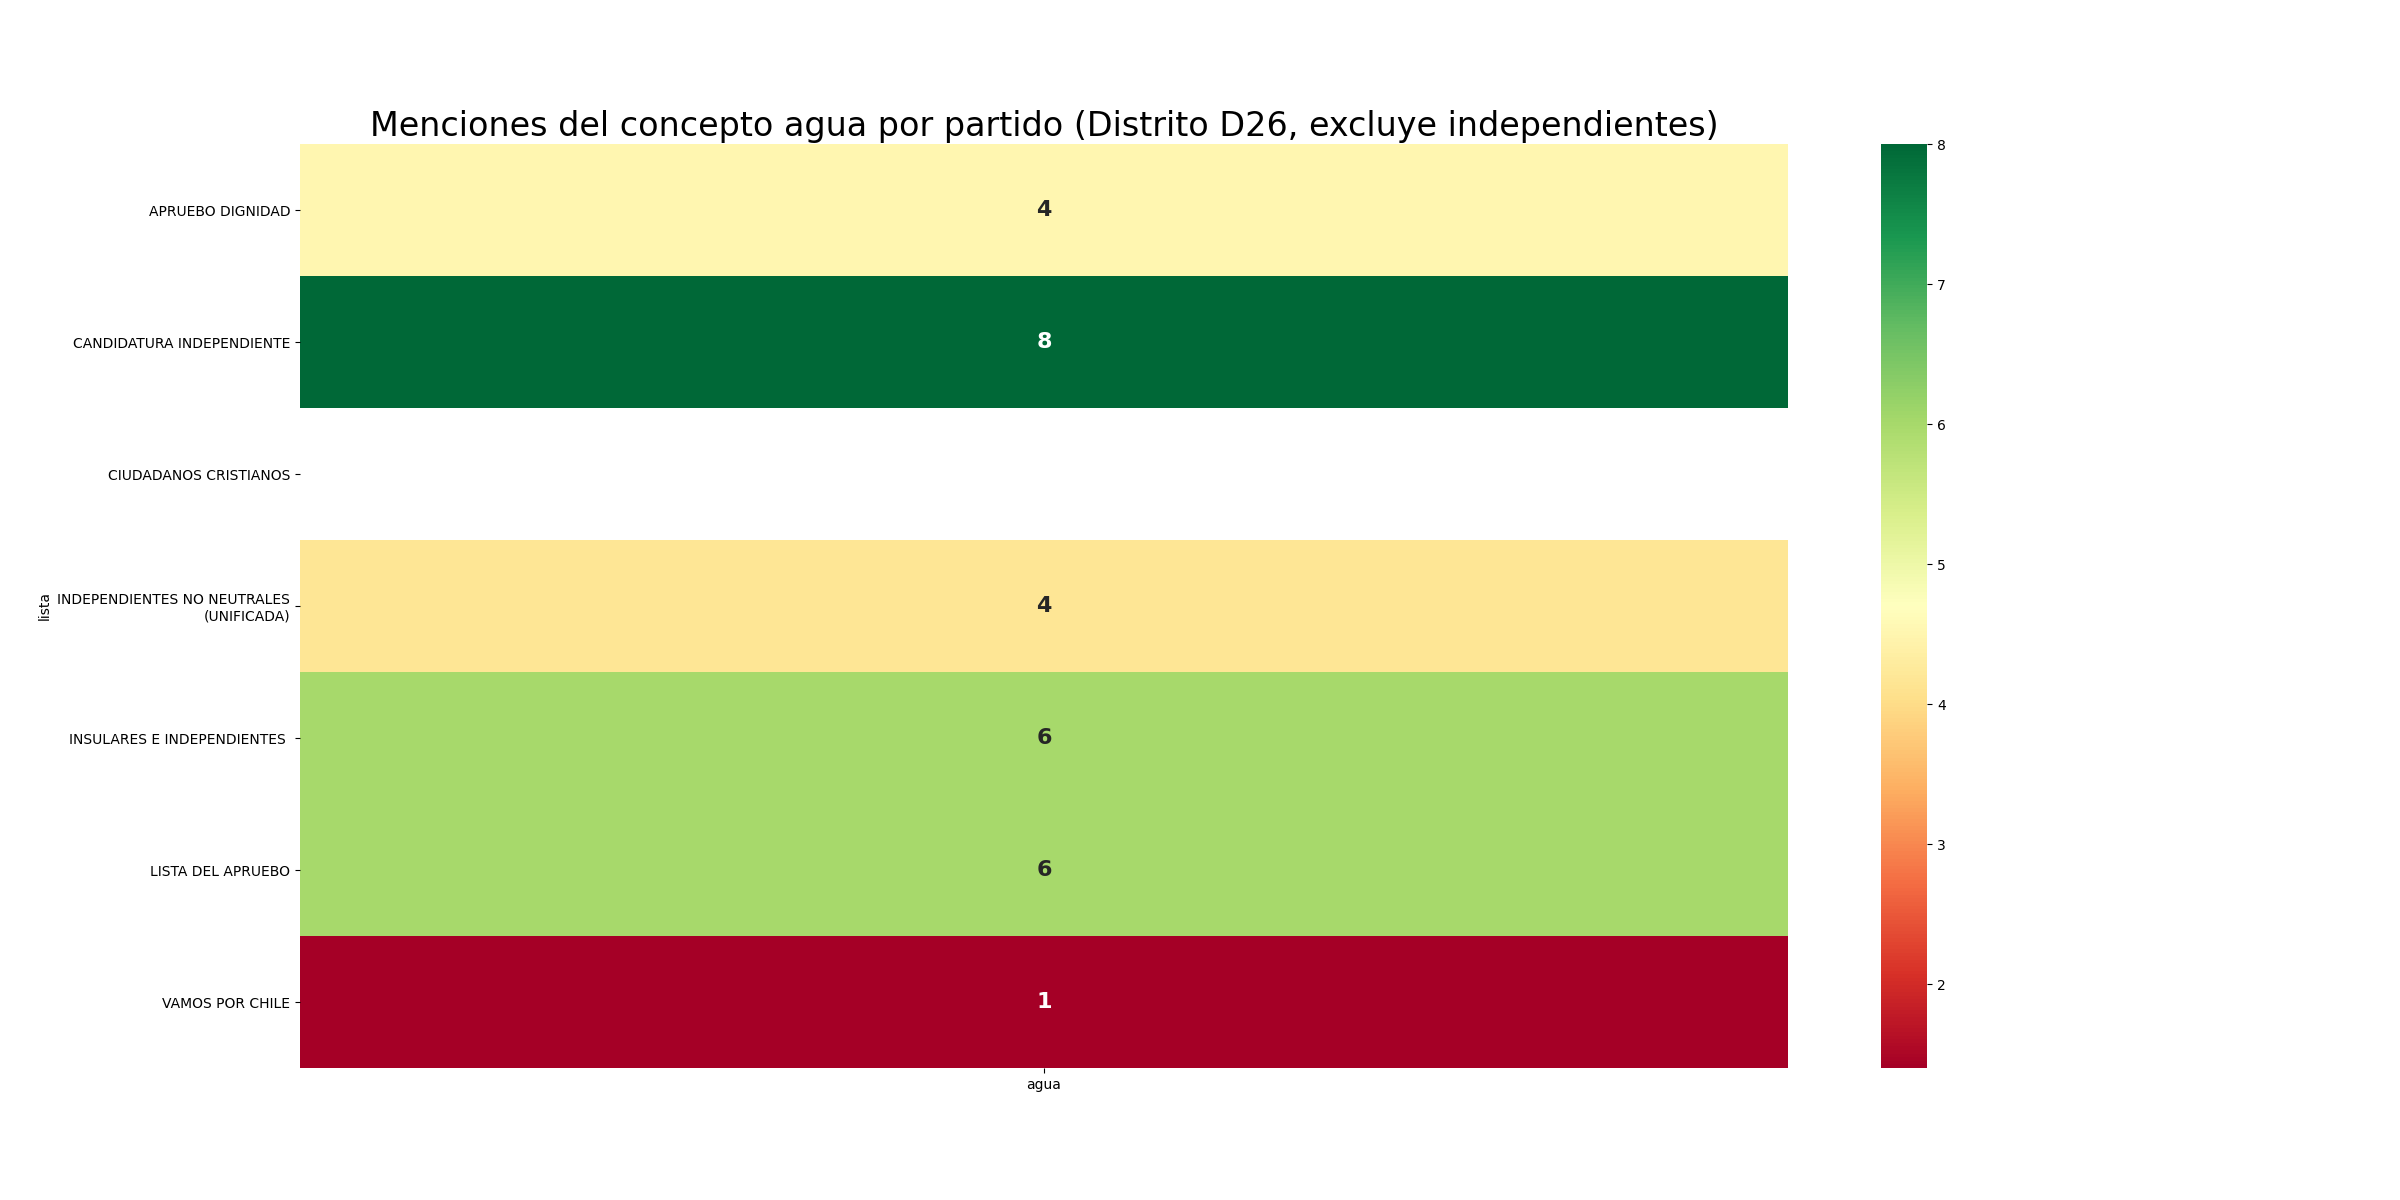 Menciones del concepto agua por partido (Distrito D26, excluye independientes)
APRUEBO DIGNIDAD
4
CANDIDATURA INDEPENDIENTE
8
CIUDADANOS CRISTIANOS
INDEPENDIENTES NO NEUTRALES
(UNIFICADA)
4
INSULARES E INDEPENDIENTES
6
LISTA DEL APRUEBO
6
VAMOS POR CHILE
1
lista
agua
8
7
6
5
4
3
2